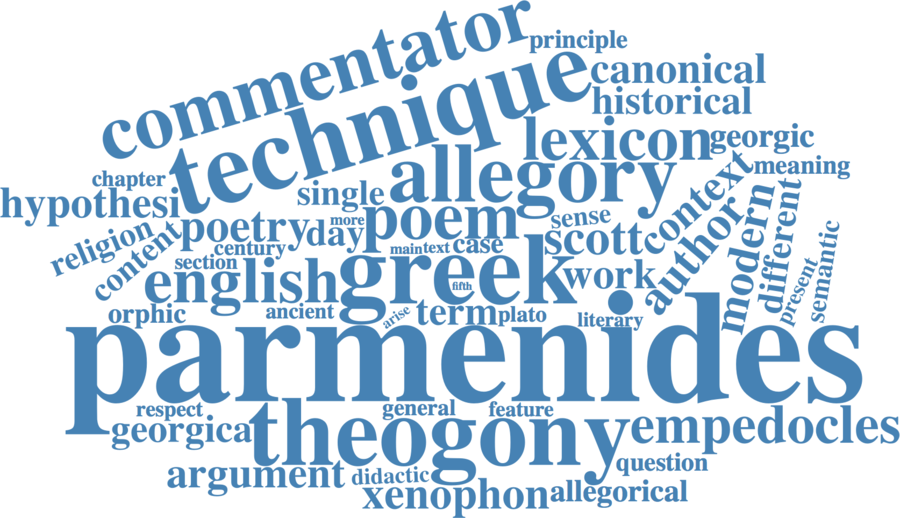 commentator
principle
technique
canonical
historical
lexicon
georgic
chapter
allegory
context
meaning
hypothesi
single
religion
content
poetry
more
day
poem
sense
scott
author
modern
different
century
section
main
text
case
english
greek
fifth
work
present
semantic
orphic
ancient
arise
term
plato
literary
parmenides
respect
general
feature
georgica
theogony
empedocles
argument
didactic
question
xenophon
allegorical